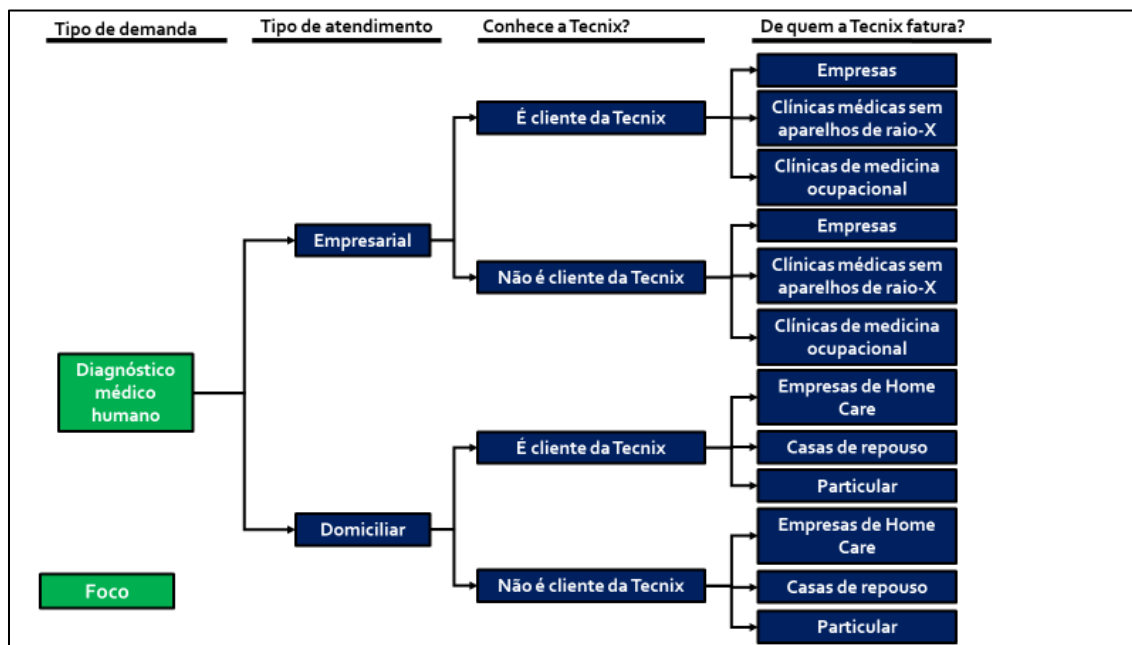 Tipo de demanda
Tipo de atendimento
Conhece a Tecnix?
De quem a Tecnix fatura?
Empresas
É cliente da Tecnix
Clínicas médicas sem
aparelhos de raio-X
Clínicas de medicina
ocupacional
Empresarial
Empresas
Não é cliente da Tecnix
Clínicas médicas sem
aparelhos de raio-X
Clínicas de medicina
ocupacional
Diagnóstico
médico
humano
Empresas de Home
Care
É cliente da Tecnix
Casas de repouso
Particular
Domiciliar
Empresas de Home
Care
Não é cliente da Tecnix
Casas de repouso
Particular
Foco